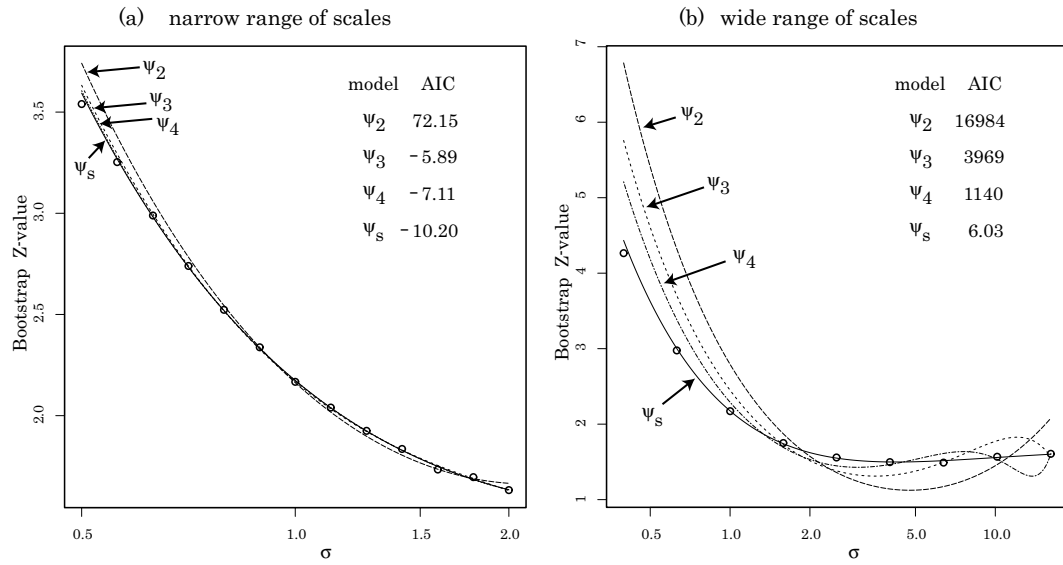 (a) narrow range of scales
Bootstrap Z-value
3.5
3.0
2.5
2.0
ψ2
ψ3
ψ4
ψs
model AIC
ψ2 72.15
ψ3 -5.89
ψ4 -7.11
ψs -10.20
0.5 1.0 1.5 2.0
σ
(b) wide range of scales
Bootstrap Z-value
7
6
5
4
3
2
1
ψ2
ψ3
ψ4
ψs
model AIC
ψ2 16984
ψ3 3969
ψ4 1140
ψs 6.03
0.5 1.0 2.0 5.0 10.0
σ